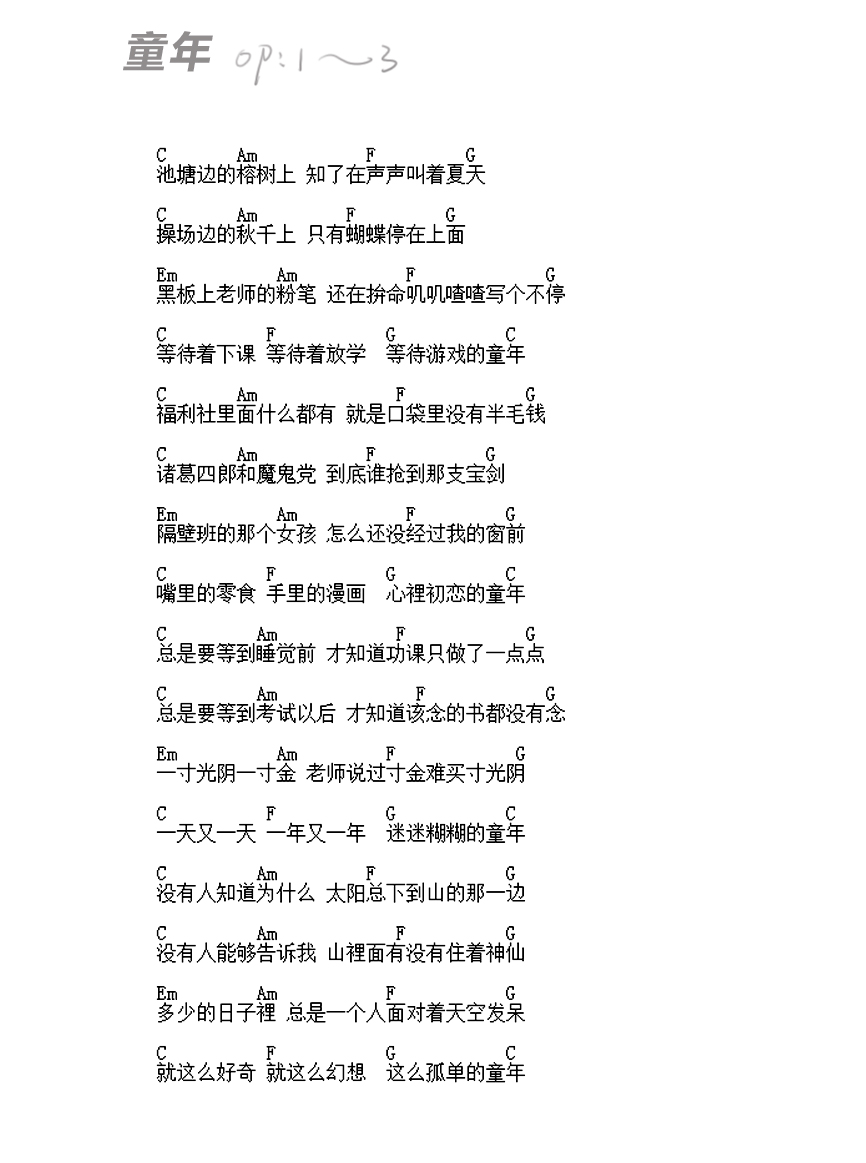 童年 op:1~3
C Am F G
池塘边的榕树上 知了在声声叫着夏天
C Am F G
操场边的秋千上 只有蝴蝶停在上面
Em Am F G
黑板上老师的粉笔 还在拚命叽叽喳喳写个不停
C F G C
等待着下课 等待着放学 等待游戏的童年
C Am F G
福利社里面什么都有 就是口袋里没有半毛钱
C Am F G
诸葛四郎和魔鬼党 到底谁抢到那支宝剑
Em Am F G
隔壁班的那个女孩 怎么还没经过我的窗前
C F G C
嘴里的零食 手里的漫画 心裡初恋的童年
C Am F G
总是要等到睡觉前 才知道功课只做了一点点
C Am F G
总是要等到考试以后 才知道该念的书都没有念
Em Am F G
一寸光阴一寸金 老师说过寸金难买寸光阴
C F G C
一天又一天 一年又一年 迷迷糊糊的童年
C Am F G
没有人知道为什么 太阳总下到山的那一边
C Am F G
没有人能够告诉我 山裡面有没有住着神仙
Em Am F G
多少的日子裡 总是一个人面对着天空发呆
C F G C
就这么好奇 就这么幻想 这么孤单的童年